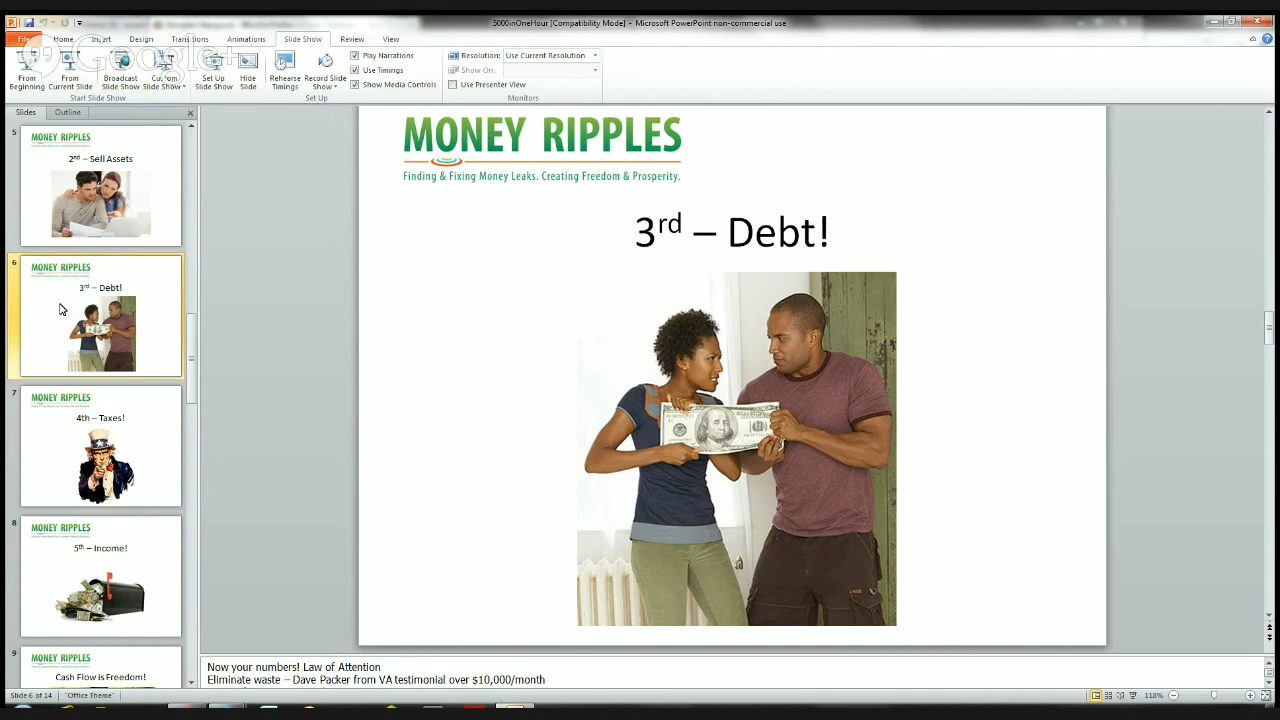 5000inOneHour [Compatibility Mode] - Microsoft PowerPoint non-commercial use
File Home Insert Design Transitions Animations Slide Show Review View
Google+
From Beginning
From Current Slide
Broadcast Slide Show
Custom Slide Show
Set Up Slide Show
Hide Slide
Rehearse Timings
Record Slide Show
Play Narrations
Use Timings
Show Media Controls
Resolution: Use Current Resolution
Show On:
Use Presenter View
Start Slide Show
Set Up
Monitors
Slides Outline
5
MONEY RIPPLES
2nd – Sell Assets
6
MONEY RIPPLES
3rd – Debt!
7
MONEY RIPPLES
4th – Taxes!
8
MONEY RIPPLES
5th – Income!
9
MONEY RIPPLES
Cash Flow is Freedom!
MONEY RIPPLES
Finding & Fixing Money Leaks. Creating Freedom & Prosperity.
3rd – Debt!
Now your numbers! Law of Attention
Eliminate waste – Dave Packer from VA testimonial over $10,000/month
Slide 6 of 14
"Office Theme"
118%